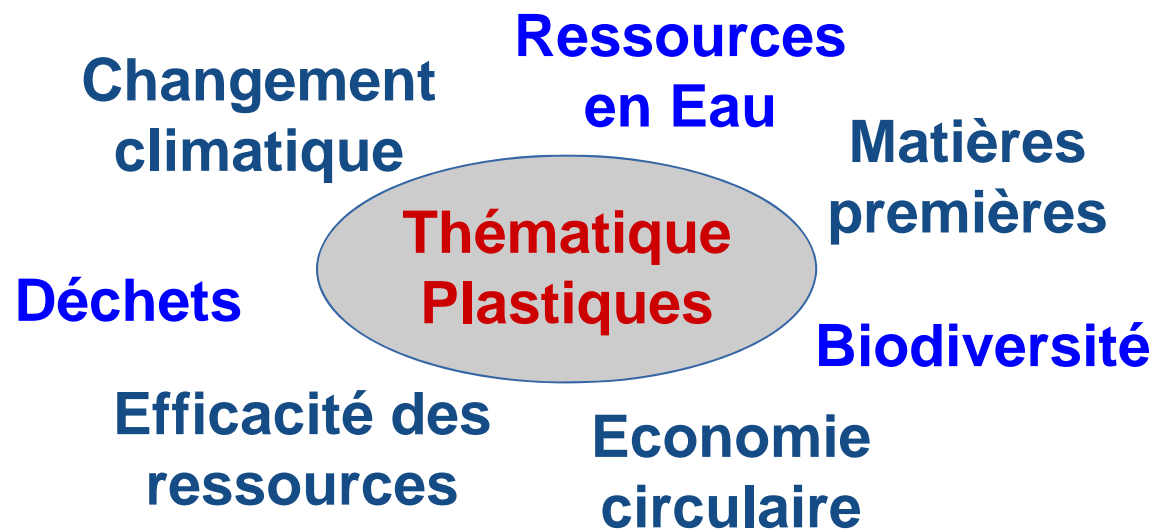 Ressources
en Eau
Changement
climatique
Matières
premières
Thématique
Plastiques
Déchets
Biodiversité
Efficacité des
ressources
Economie
circulaire